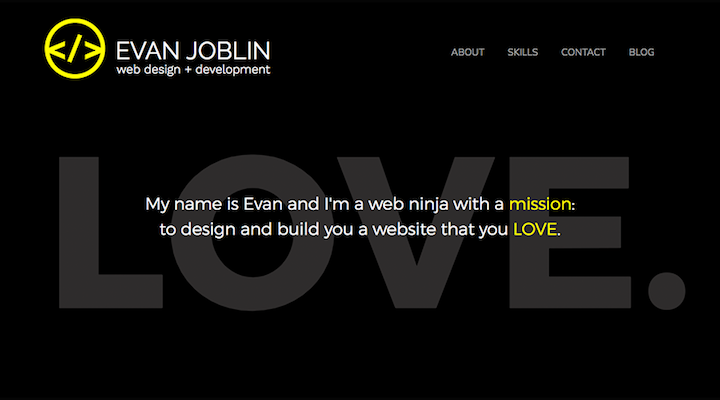 </>
EVAN JOBLIN
web design + development
ABOUT SKILLS CONTACT BLOG
LOVE.
My name is Evan and I'm a web ninja with a mission:
to design and build you a website that you LOVE.